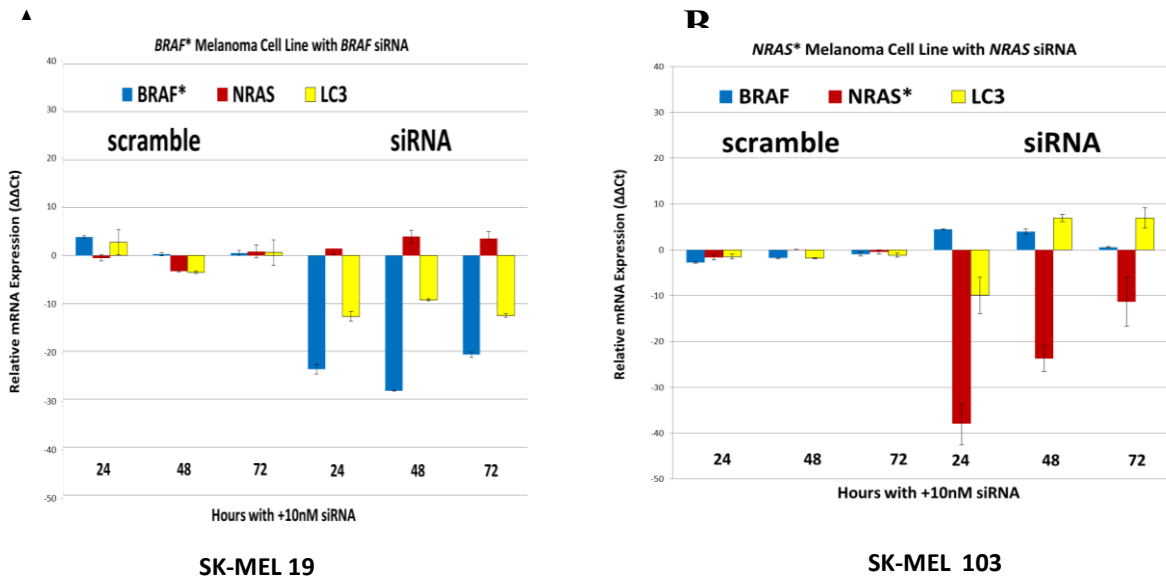 A
BRAF* Melanoma Cell Line with BRAF siRNA
40
30
20
10
0
-10
-20
-30
-40
-50
Relative mRNA Expression (ΔΔCt)
BRAF* NRAS LC3
scramble siRNA
24 48 72 24 48 72
Hours with +10nM siRNA
SK-MEL 19
B
NRAS* Melanoma Cell Line with NRAS siRNA
40
30
20
10
0
-10
-20
-30
-40
-50
Relative mRNA Expression (ΔΔCt)
BRAF NRAS* LC3
scramble siRNA
24 48 72 24 48 72
Hours with +10nM siRNA
SK-MEL 103